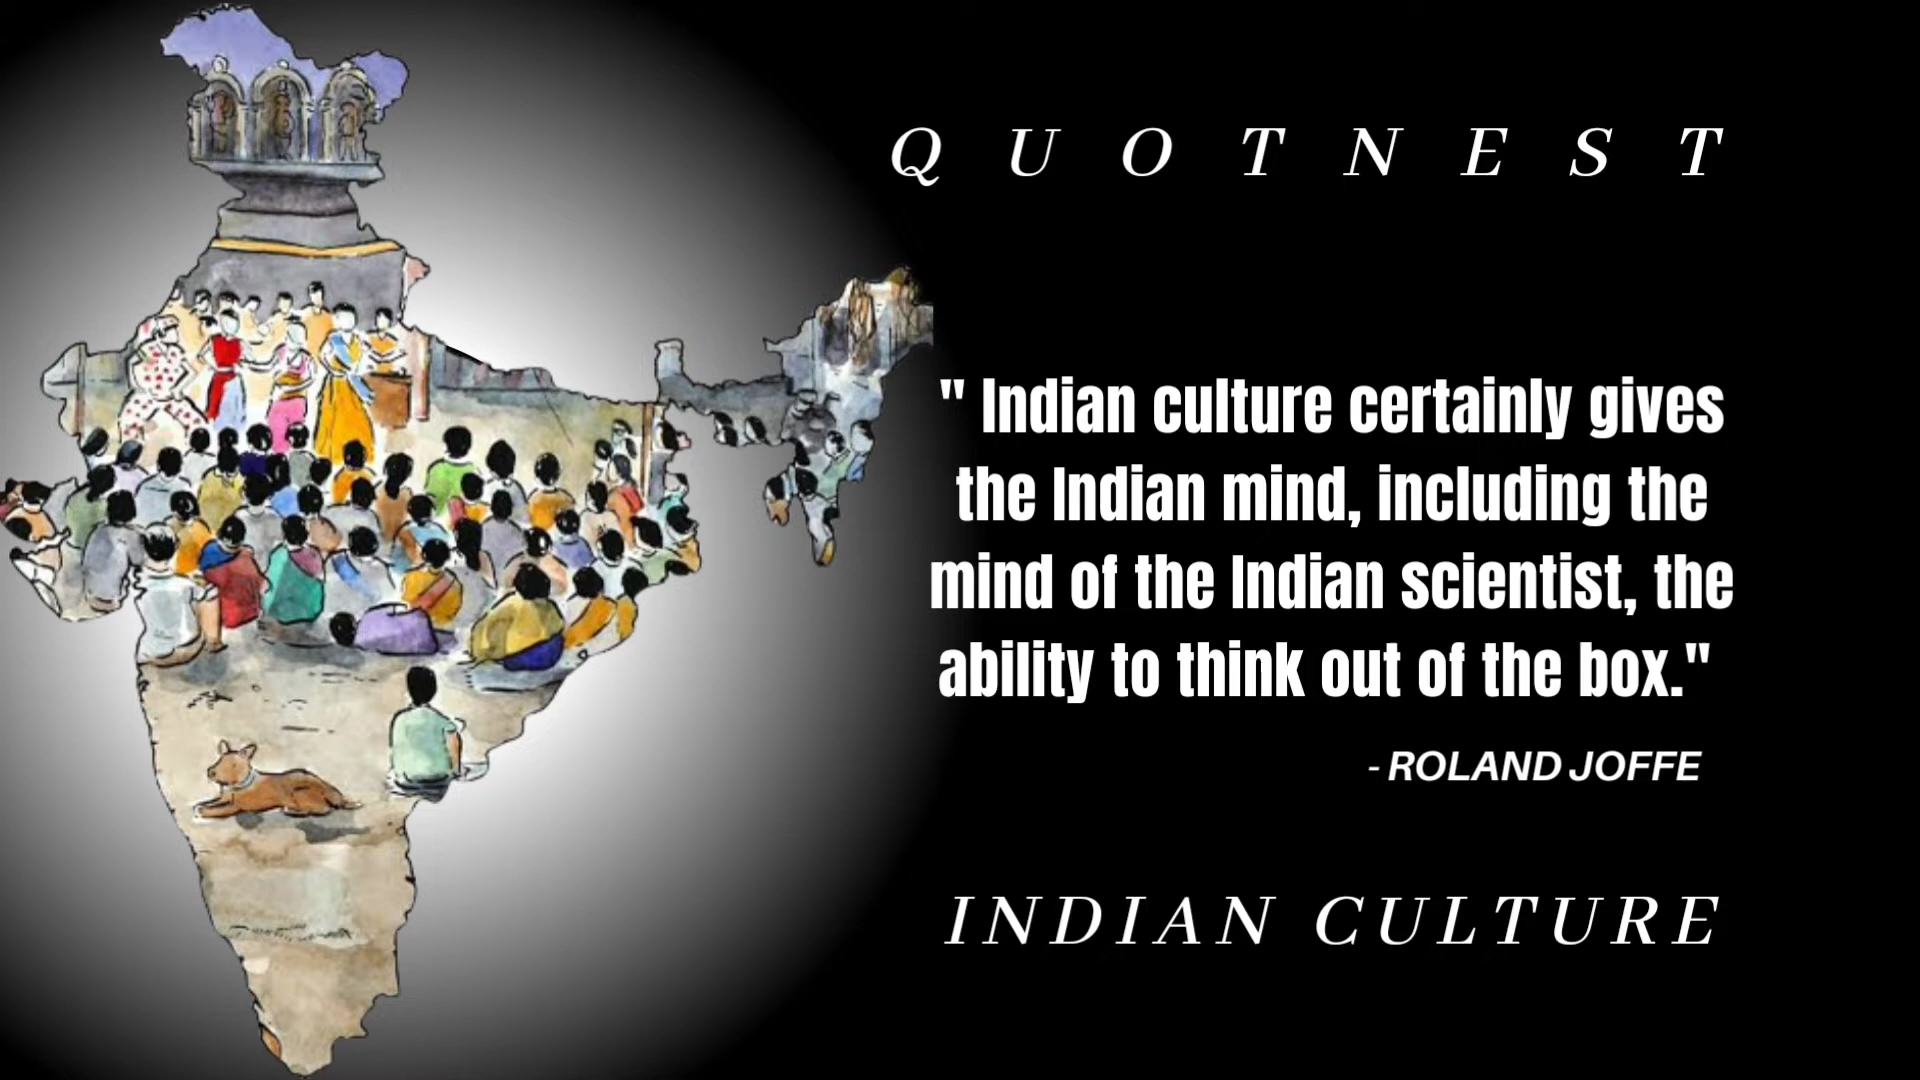 QUOTNEST
" Indian culture certainly gives
the Indian mind, including the
mind of the Indian scientist, the
ability to think out of the box."
- ROLAND JOFFE
INDIAN CULTURE